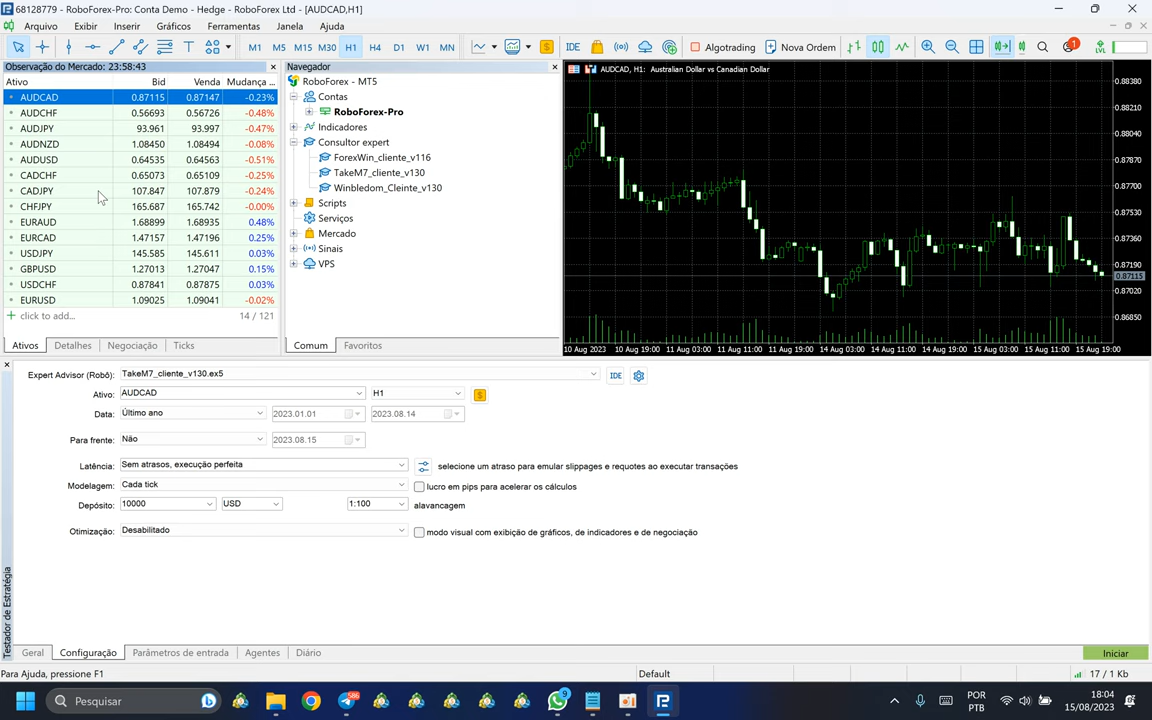 68128779 - RoboForex-Pro: Conta Demo - Hedge - RoboForex Ltd - [AUDCAD,H1]
Arquivo Exibir Inserir Gráficos Ferramentas Janela Ajuda
M1 M5 M15 M30 H1 H4 D1 W1 MN IDE Algotrading Nova Ordem 1 LVL
Observação do Mercado: 23:58:43
Ativo Bid Venda Mudança ...
AUDCAD 0.87115 0.87147 -0.23%
AUDCHF 0.56693 0.56726 -0.48%
AUDJPY 93.961 93.997 -0.47%
AUDNZD 1.08450 1.08494 -0.08%
AUDUSD 0.64535 0.64563 -0.51%
CADCHF 0.65073 0.65109 -0.25%
CADJPY 107.847 107.879 -0.24%
CHFJPY 165.687 165.742 -0.00%
EURAUD 1.68899 1.68935 0.48%
EURCAD 1.47157 1.47196 0.25%
USDJPY 145.585 145.611 0.03%
GBPUSD 1.27013 1.27047 0.15%
USDCHF 0.87841 0.87875 0.03%
EURUSD 1.09025 1.09041 -0.02%
click to add... 14 / 121
Ativos Detalhes Negociação Ticks
Navegador
RoboForex - MT5
Contas
RoboForex-Pro
Indicadores
Consultor expert
ForexWin_cliente_v116
TakeM7_cliente_v130
Winbledom_Cleinte_v130
Scripts
Serviços
Mercado
Sinais
VPS
Comum Favoritos
AUDCAD, H1: Australian Dollar vs Canadian Dollar
0.88380
0.88210
0.88040
0.87870
0.87700
0.87530
0.87360
0.87190
0.87115
0.87020
0.86850
10 Aug 2023 10 Aug 19:00 11 Aug 03:00 11 Aug 11:00 11 Aug 19:00 14 Aug 03:00 14 Aug 11:00 14 Aug 19:00 15 Aug 03:00 15 Aug 11:00 15 Aug 19:00
Expert Advisor (Robô): TakeM7_cliente_v130.ex5 IDE
Ativo: AUDCAD H1
Data: Último ano 2023.01.01 2023.08.14
Para frente: Não 2023.08.15
Latência: Sem atrasos, execução perfeita selecione um atraso para emular slippages e requotes ao executar transações
Modelagem: Cada tick lucro em pips para acelerar os cálculos
Depósito: 10000 USD 1:100 alavancagem
Otimização: Desabilitado modo visual com exibição de gráficos, de indicadores e de negociação
Testador de Estratégia
Geral Configuração Parâmetros de entrada Agentes Diário Iniciar
Para Ajuda, pressione F1 Default 17 / 1 Kb
Pesquisar 586 9 POR
PTB
18:04
15/08/2023